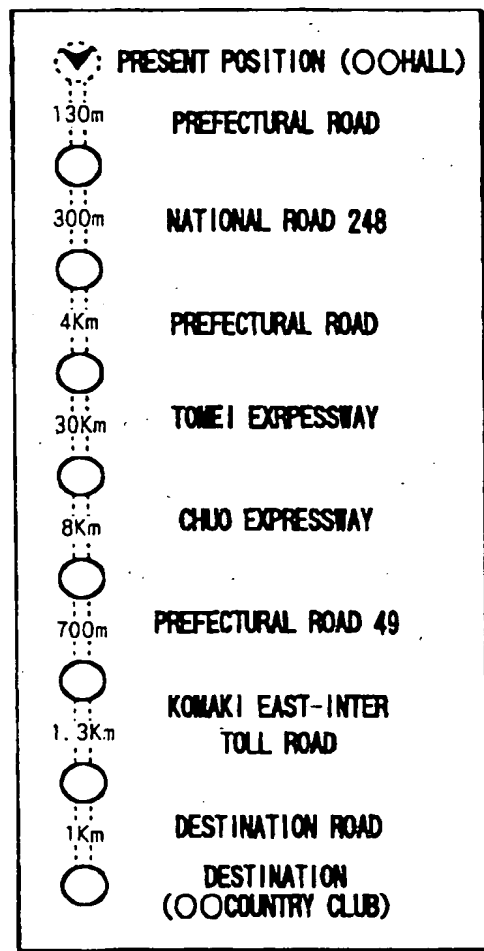 PRESENT POSITION (○○HALL)
130m PREFECTURAL ROAD
300m NATIONAL ROAD 248
4Km PREFECTURAL ROAD
30Km TOMEI EXRPESSWAY
8Km CHUO EXPRESSWAY
700m PREFECTURAL ROAD 49
1.3Km KOMAKI EAST-INTER
TOLL ROAD
1Km DESTINATION ROAD
DESTINATION
(○○COUNTRY CLUB)